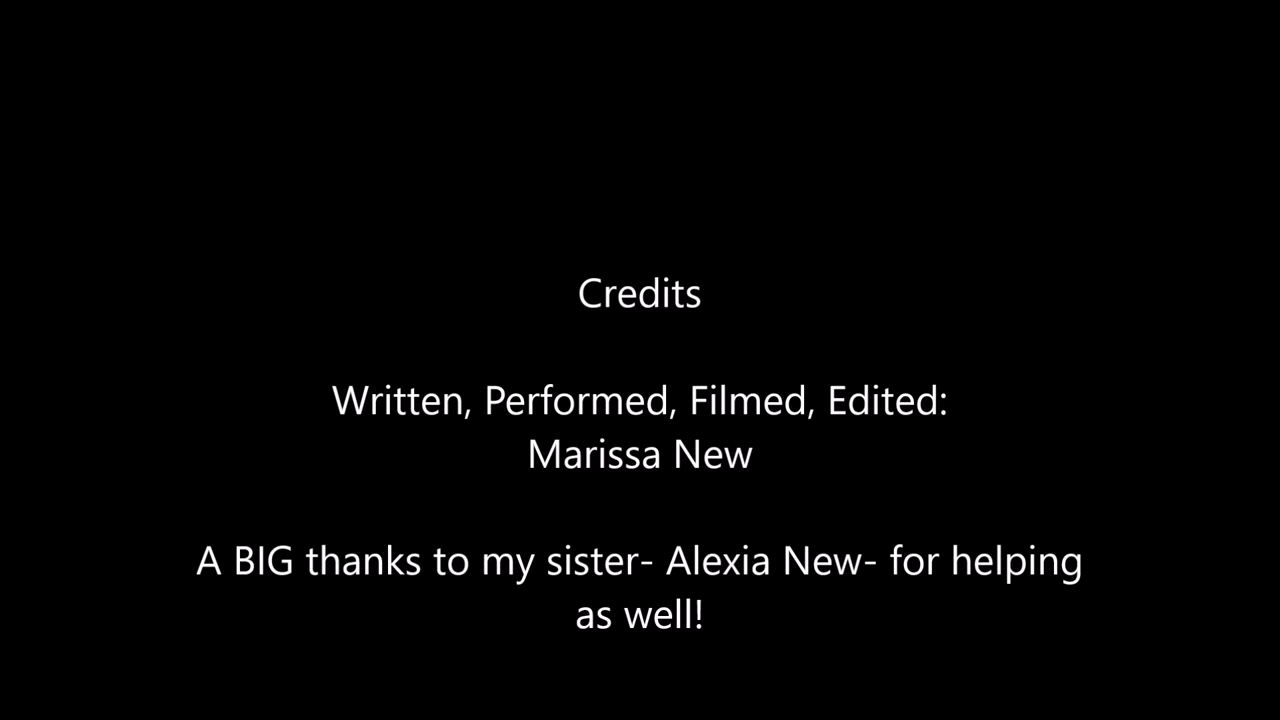 Credits
Written, Performed, Filmed, Edited:
Marissa New
A BIG thanks to my sister- Alexia New- for helping
as well!